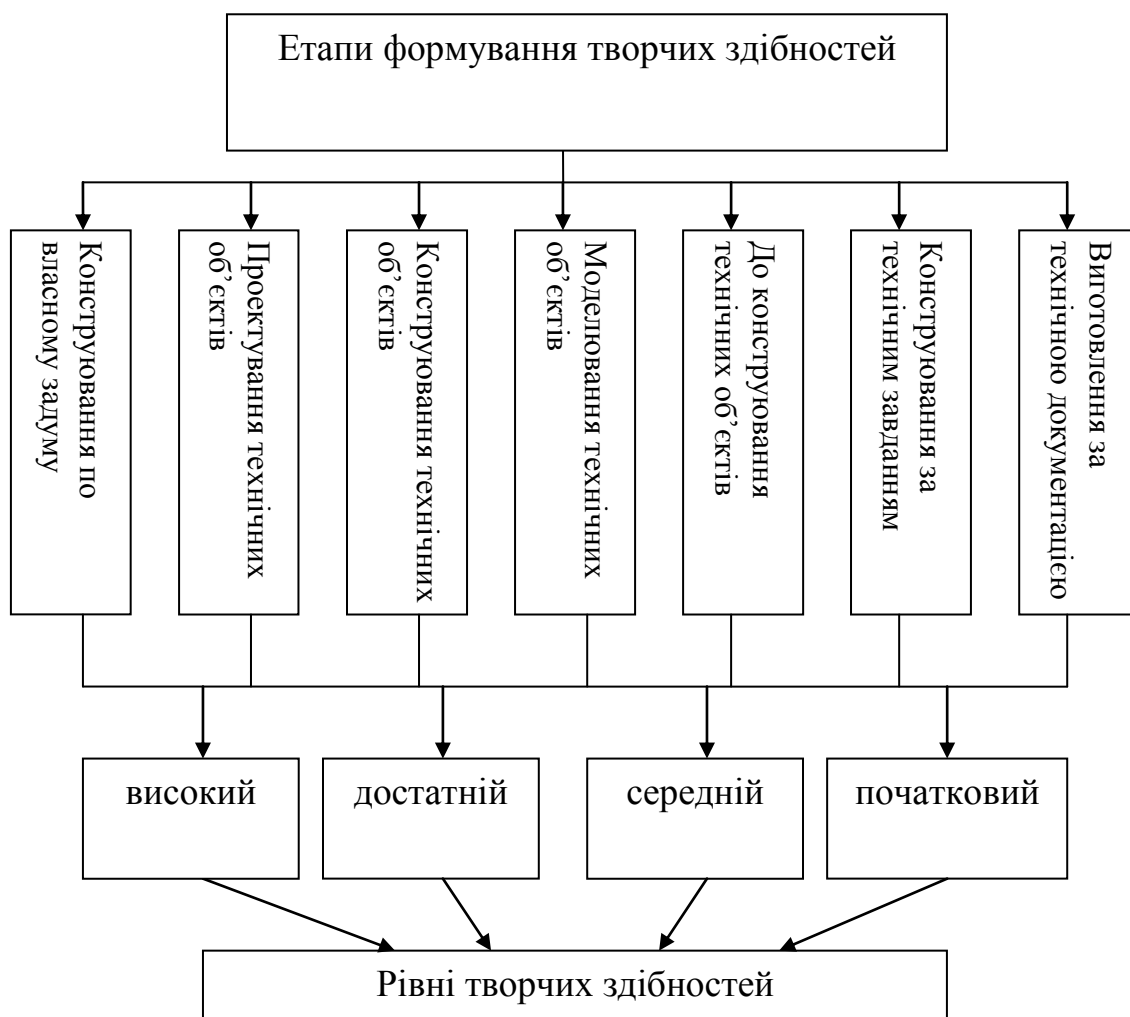 Етапи формування творчих здібностей
Конструювання по
власному задуму
Проектування технічних
об’єктів
Конструювання технічних
об’єктів
Моделювання технічних
об’єктів
До конструювання
технічних об’єктів
Конструювання за
технічним завданням
Виготовлення за
технічною документацією
високий
достатній
середній
початковий
Рівні творчих здібностей